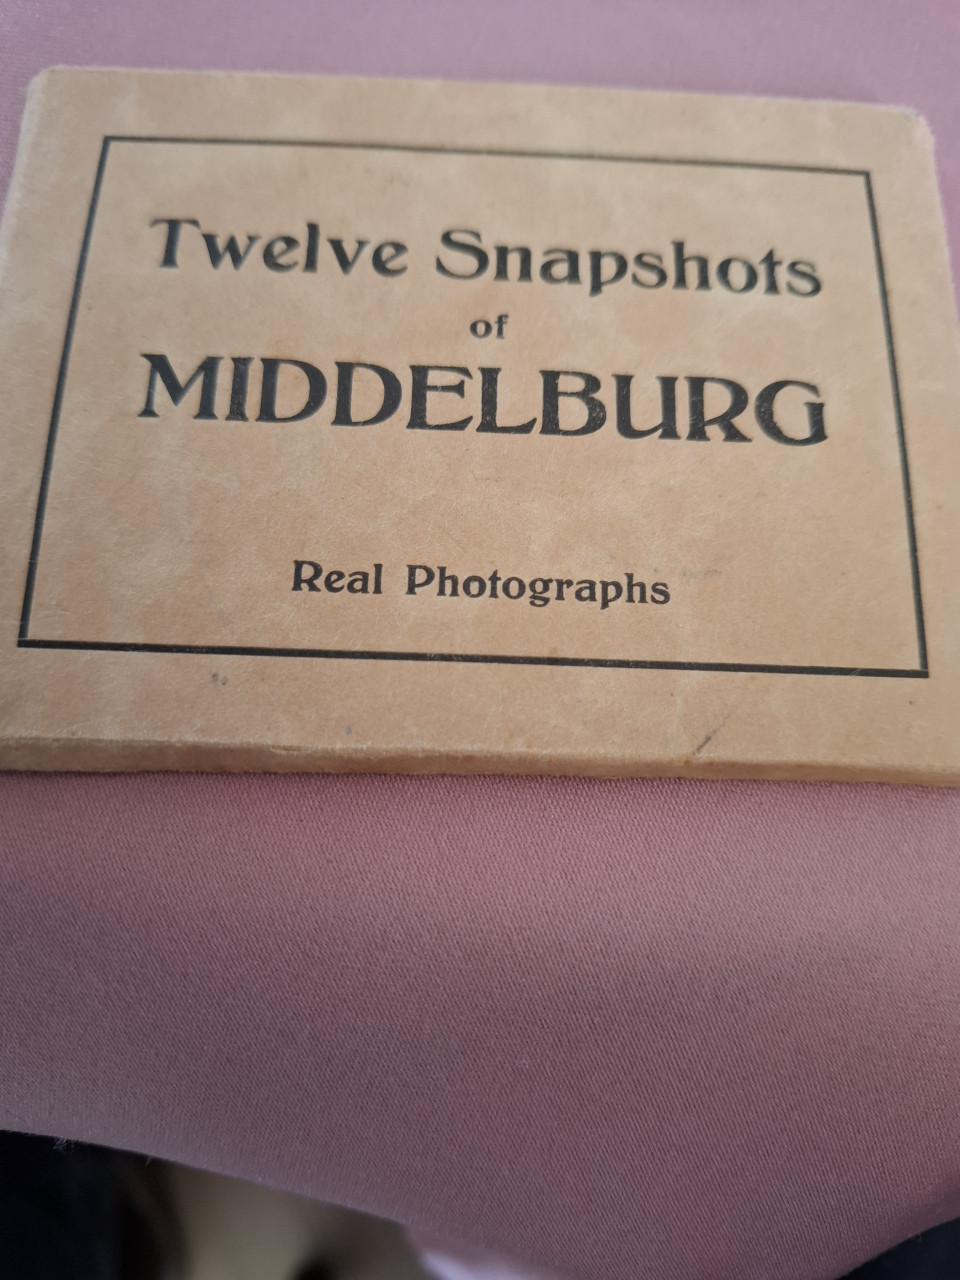 Twelve Snapshots
of
MIDDELBURG
Real Photographs